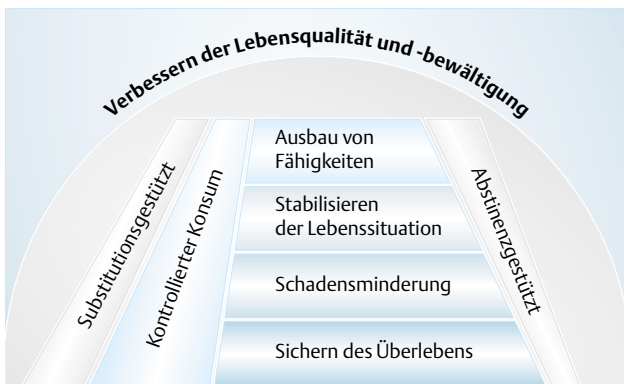 Verbessern der Lebensqualität und -bewältigung
Substitutionsgestützt
Kontrollierter Konsum
Ausbau von
Fähigkeiten
Stabilisieren
der Lebenssituation
Schadensminderung
Sichern des Überlebens
Abstinenzgestützt